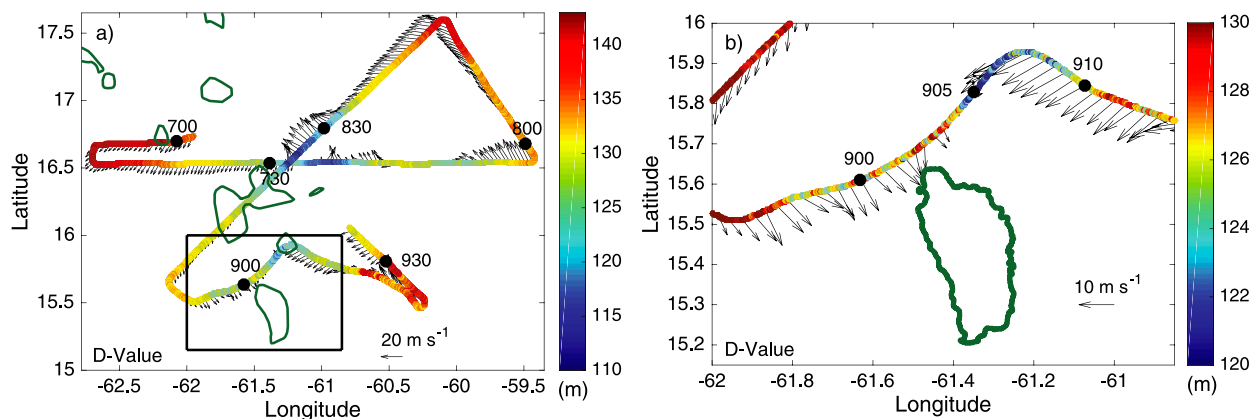 a)
17.5
17
16.5
16
15.5
15
Latitude
700
830
800
730
900
930
20 m s⁻¹
D-Value
-62.5 -62 -61.5 -61 -60.5 -60 -59.5
Longitude
140
135
130
125
120
115
110
(m)
b)
16
15.9
15.8
15.7
15.6
15.5
15.4
15.3
15.2
Latitude
910
905
900
10 m s⁻¹
D-Value
-62 -61.8 -61.6 -61.4 -61.2 -61
Longitude
130
128
126
124
122
120
(m)